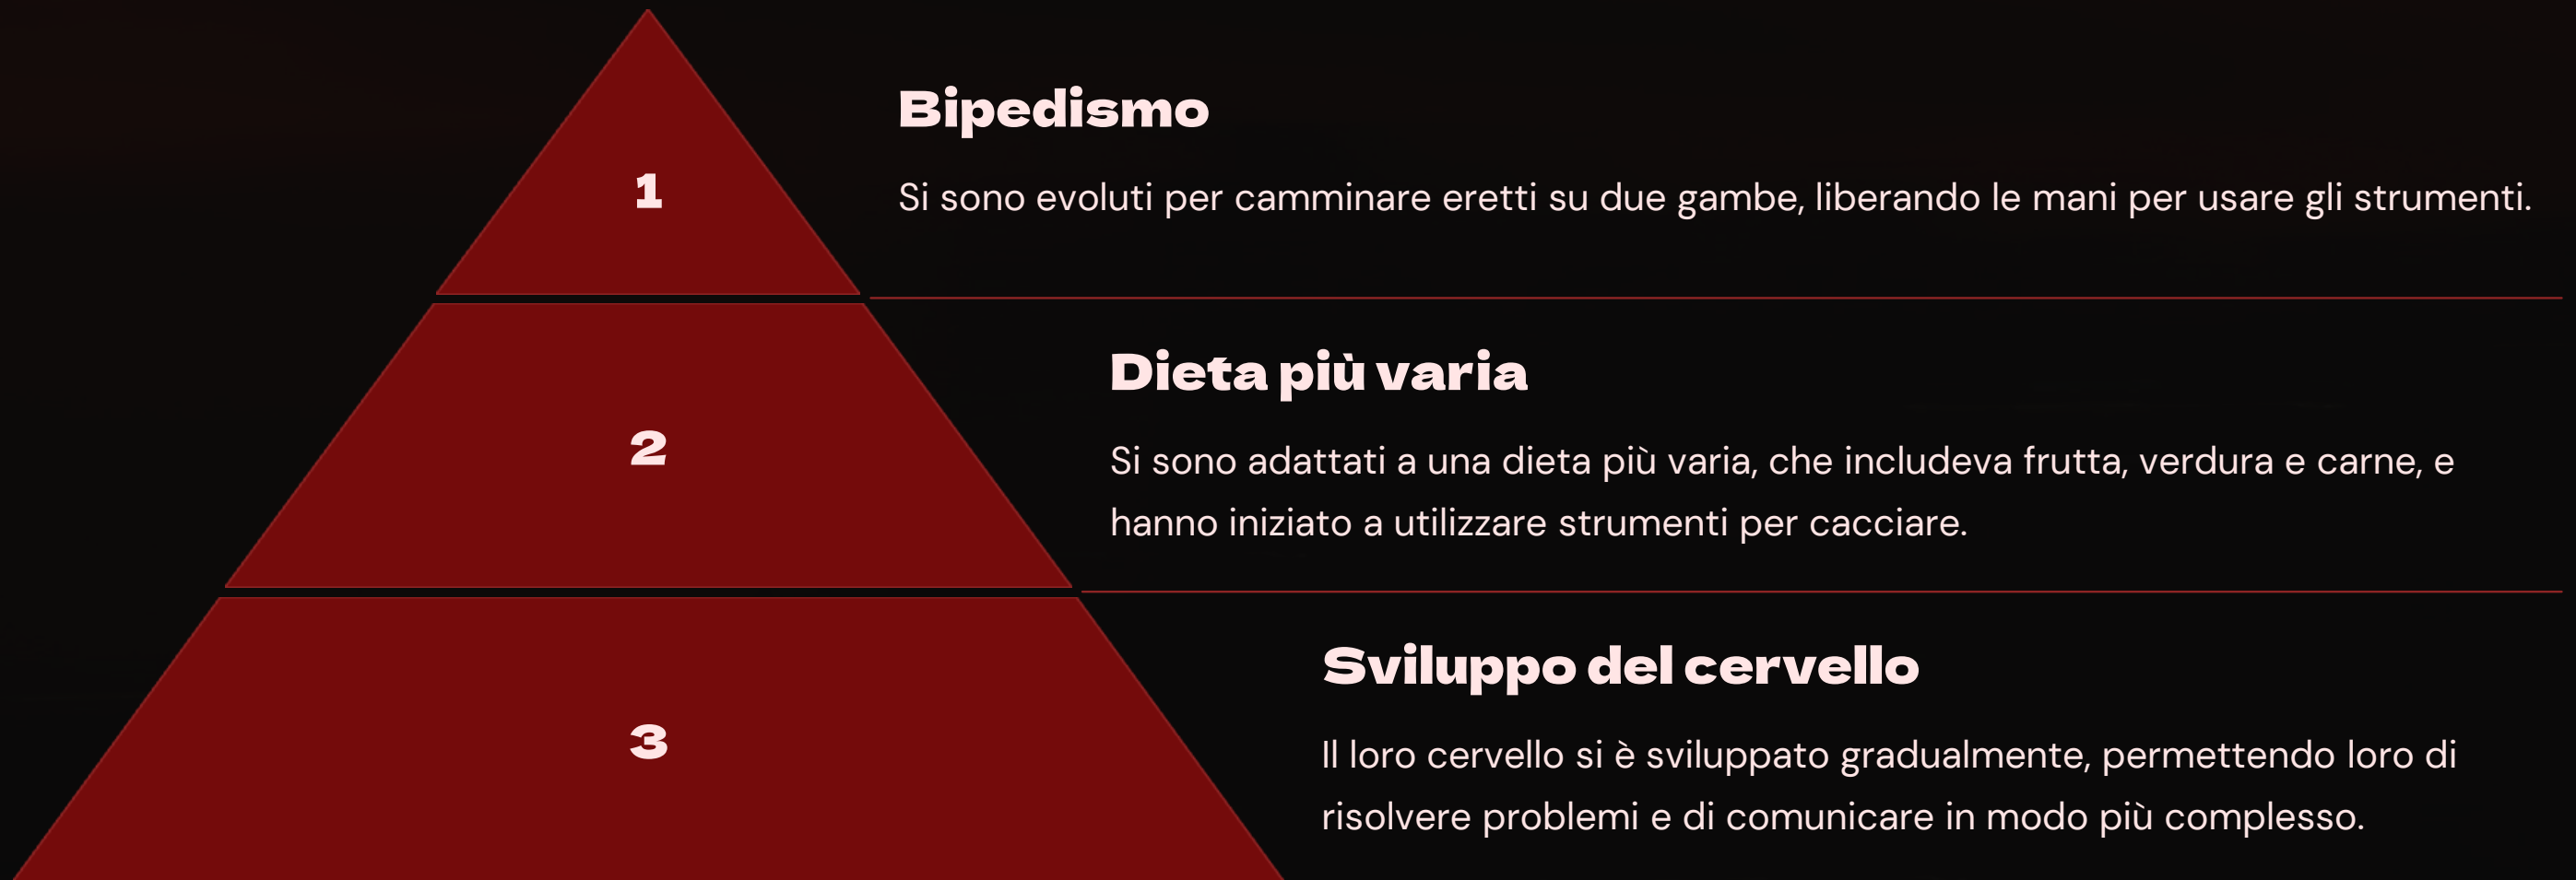 1
Bipedismo
Si sono evoluti per camminare eretti su due gambe, liberando le mani per usare gli strumenti.
2
Dieta più varia
Si sono adattati a una dieta più varia, che includeva frutta, verdura e carne, e
hanno iniziato a utilizzare strumenti per cacciare.
3
Sviluppo del cervello
Il loro cervello si è sviluppato gradualmente, permettendo loro di
risolvere problemi e di comunicare in modo più complesso.